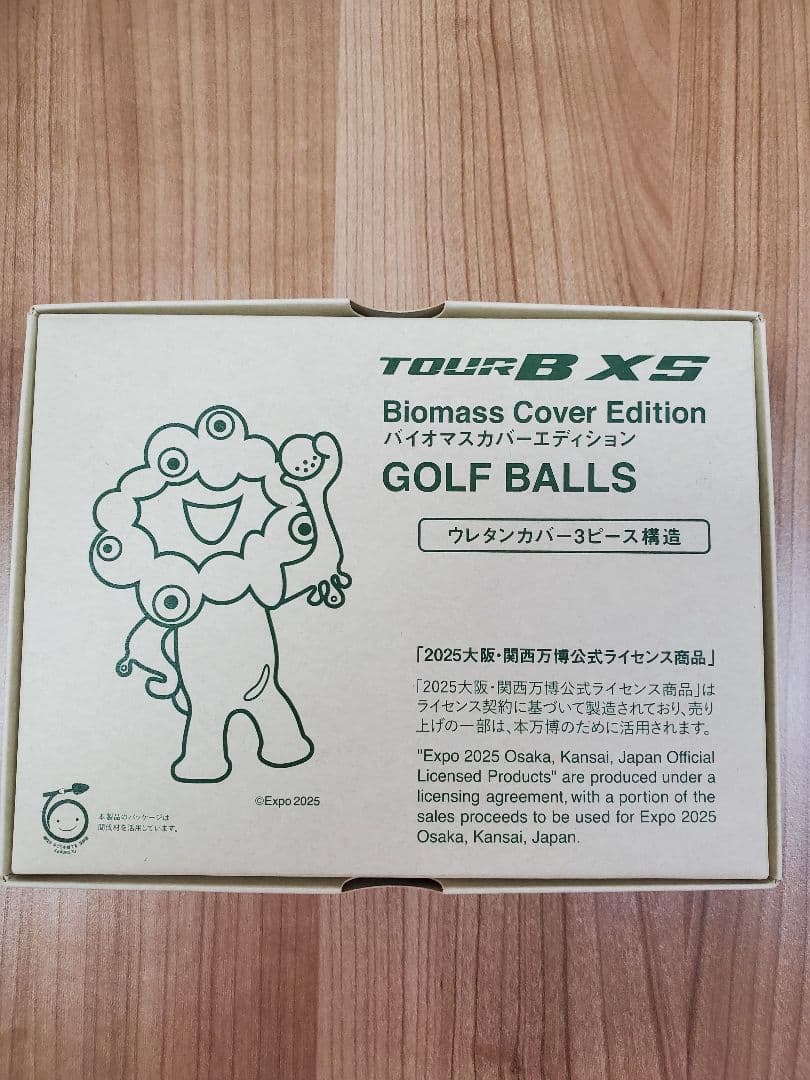 TOUR B XS
Biomass Cover Edition
バイオマスカバーエディション
GOLF BALLS
ウレタンカバー3ピース構造
「2025大阪・関西万博公式ライセンス商品」
「2025大阪・関西万博公式ライセンス商品」は
ライセンス契約に基づいて製造されており、売り
上げの一部は、本万博のために活用されます。
"Expo 2025 Osaka, Kansai, Japan Official
Licensed Products" are produced under a
licensing agreement, with a portion of the
sales proceeds to be used for Expo 2025
Osaka, Kansai, Japan.
©Expo 2025
本製品のパッケージは
間伐材を活用しています。